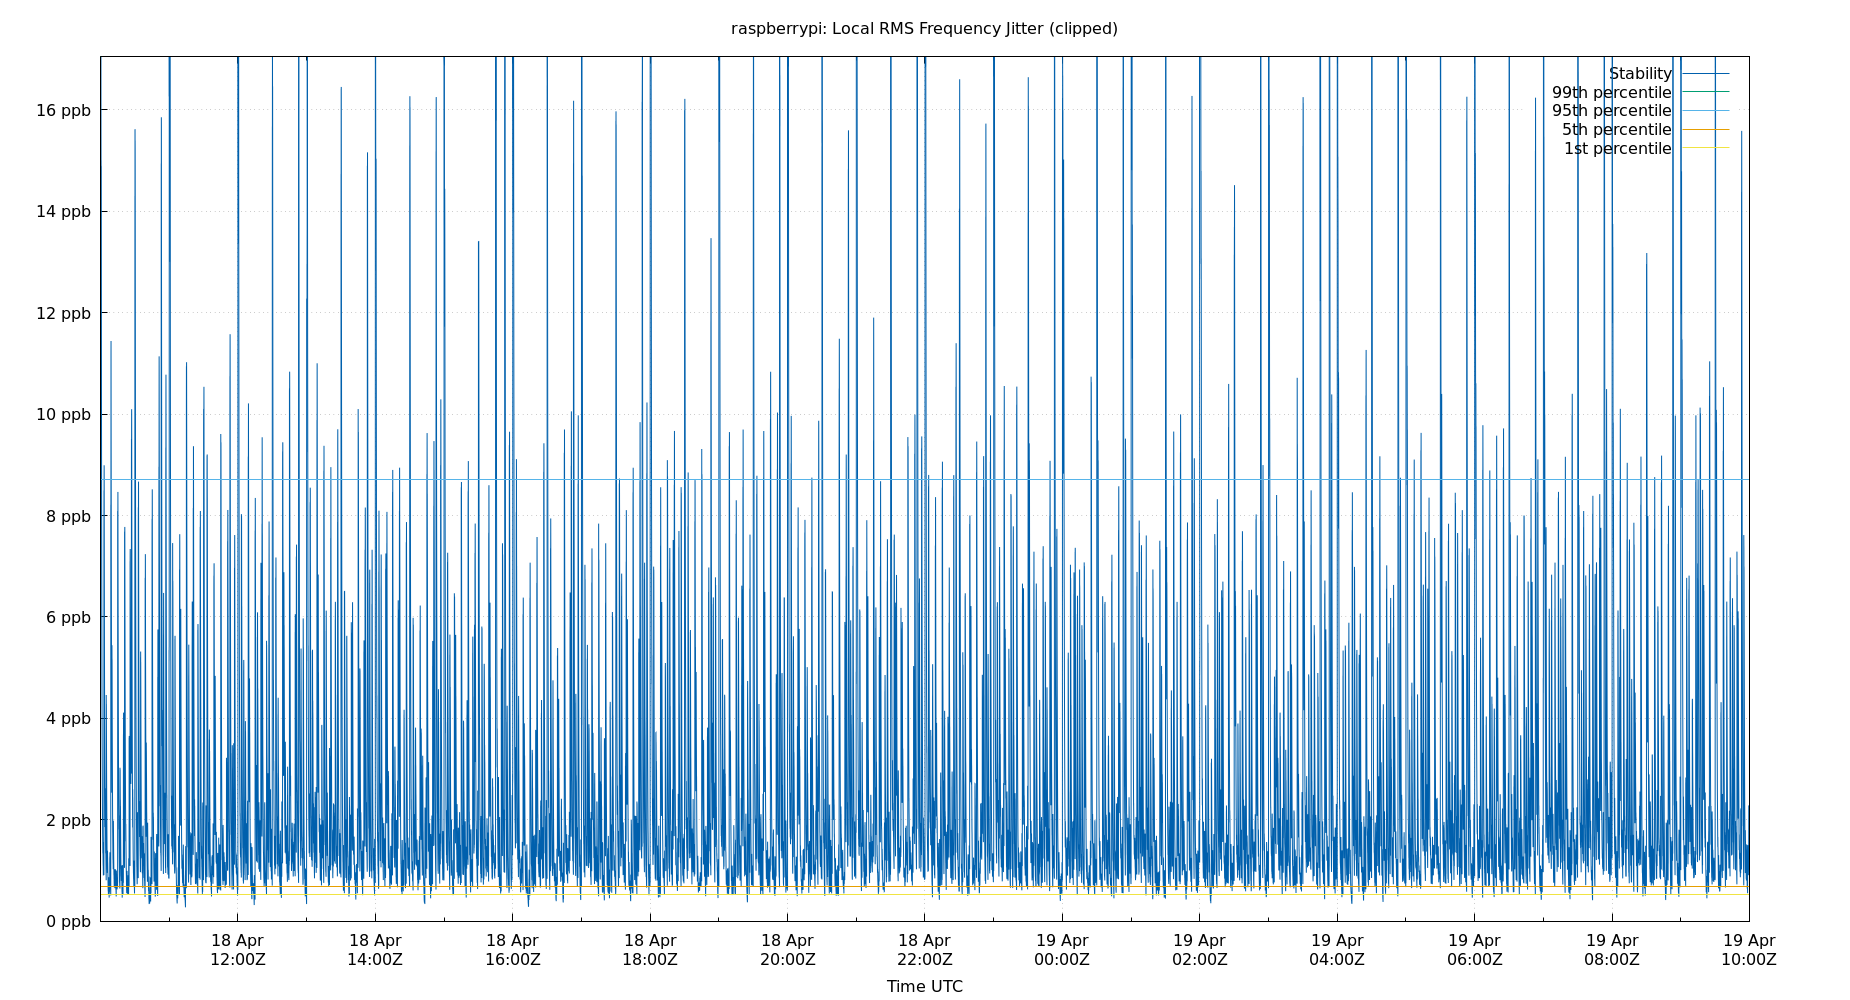 raspberrypi: Local RMS Frequency Jitter (clipped)
Stability
99th percentile
95th percentile
5th percentile
1st percentile
16 ppb
14 ppb
12 ppb
10 ppb
8 ppb
6 ppb
4 ppb
2 ppb
0 ppb
18 Apr 18 Apr 18 Apr 18 Apr 18 Apr 18 Apr 19 Apr 19 Apr 19 Apr 19 Apr 19 Apr 19 Apr
12:00Z 14:00Z 16:00Z 18:00Z 20:00Z 22:00Z 00:00Z 02:00Z 04:00Z 06:00Z 08:00Z 10:00Z
Time UTC